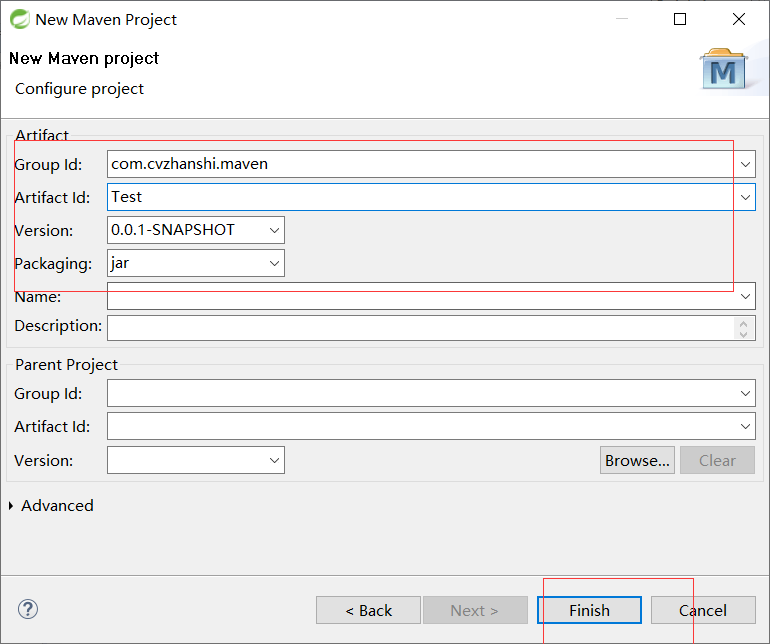 New Maven Project
New Maven project
Configure project
M
Artifact
Group Id: com.cvzhanshi.maven
Artifact Id: Test
Version: 0.0.1-SNAPSHOT
Packaging: jar
Name:
Description:
Parent Project
Group Id:
Artifact Id:
Version: Browse... Clear
Advanced
? < Back Next > Finish Cancel